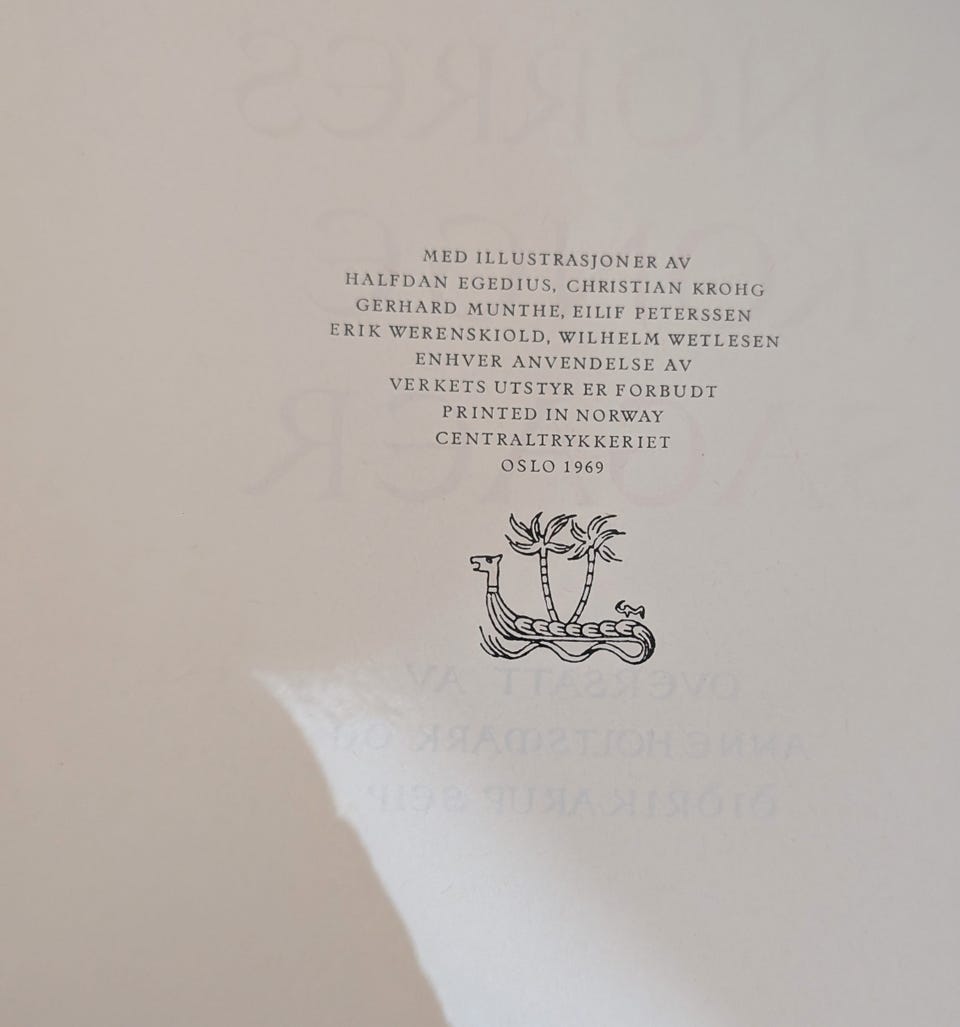 MED ILLUSTRASJONER AV
HALFDAN EGEDIUS, CHRISTIAN KROHG
GERHARD MUNTHE, EILIF PETERSSEN
ERIK WERENSKIOLD, WILHELM WETLESEN
ENHVER ANVENDELSE AV
VERKETS UTSTYR ER FORBUDT
PRINTED IN NORWAY
CENTRALTRYKKERIET
OSLO 1969